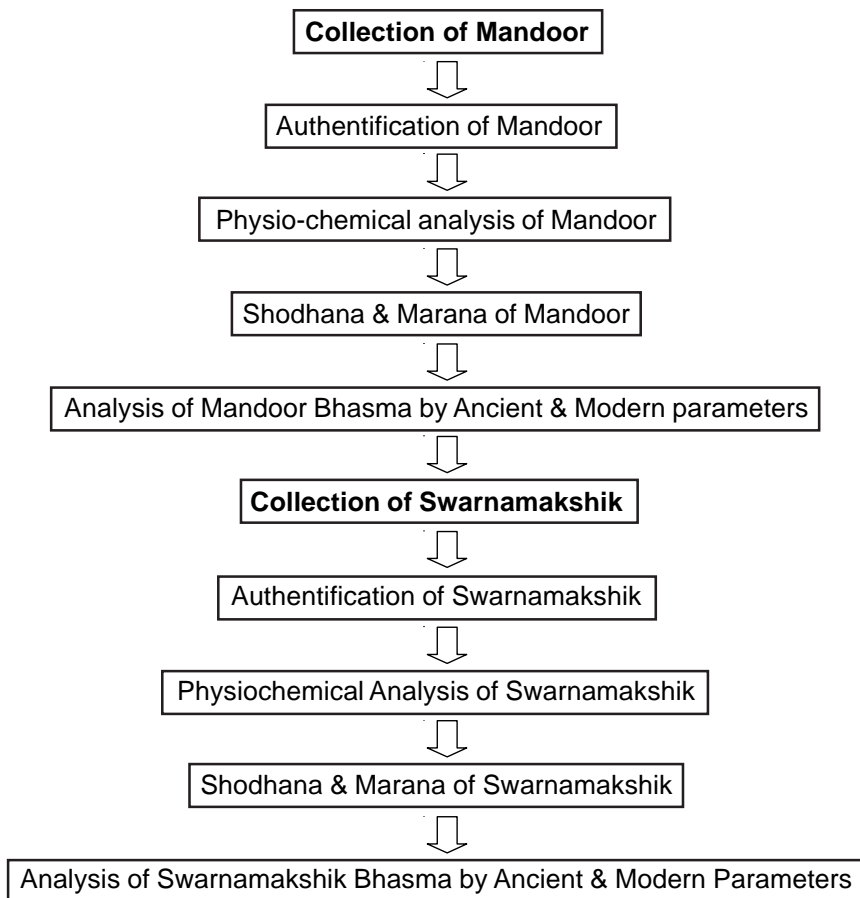 Collection of Mandoor
Authentification of Mandoor
Physio-chemical analysis of Mandoor
Shodhana & Marana of Mandoor
Analysis of Mandoor Bhasma by Ancient & Modern parameters
Collection of Swarnamakshik
Authentification of Swarnamakshik
Physiochemical Analysis of Swarnamakshik
Shodhana & Marana of Swarnamakshik
Analysis of Swarnamakshik Bhasma by Ancient & Modern Parameters